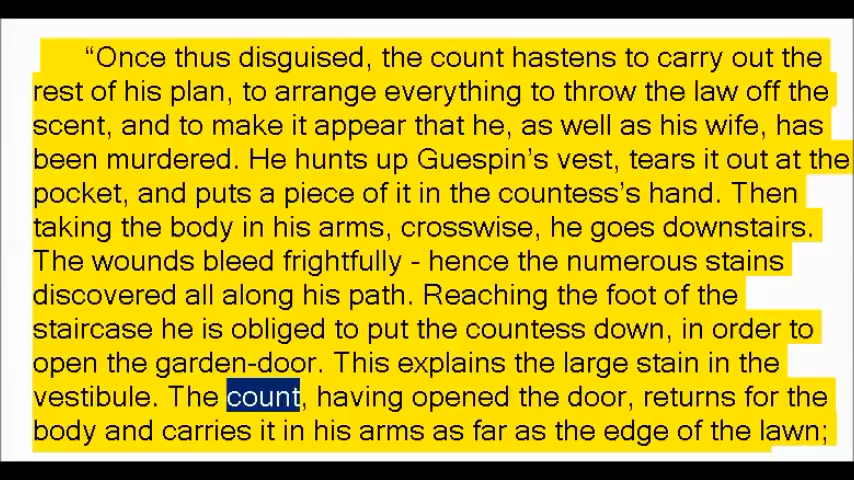 “Once thus disguised, the count hastens to carry out the
rest of his plan, to arrange everything to throw the law off the
scent, and to make it appear that he, as well as his wife, has
been murdered. He hunts up Guespin’s vest, tears it out at the
pocket, and puts a piece of it in the countess’s hand. Then
taking the body in his arms, crosswise, he goes downstairs.
The wounds bleed frightfully - hence the numerous stains
discovered all along his path. Reaching the foot of the
staircase he is obliged to put the countess down, in order to
open the garden-door. This explains the large stain in the
vestibule. The count, having opened the door, returns for the
body and carries it in his arms as far as the edge of the lawn;